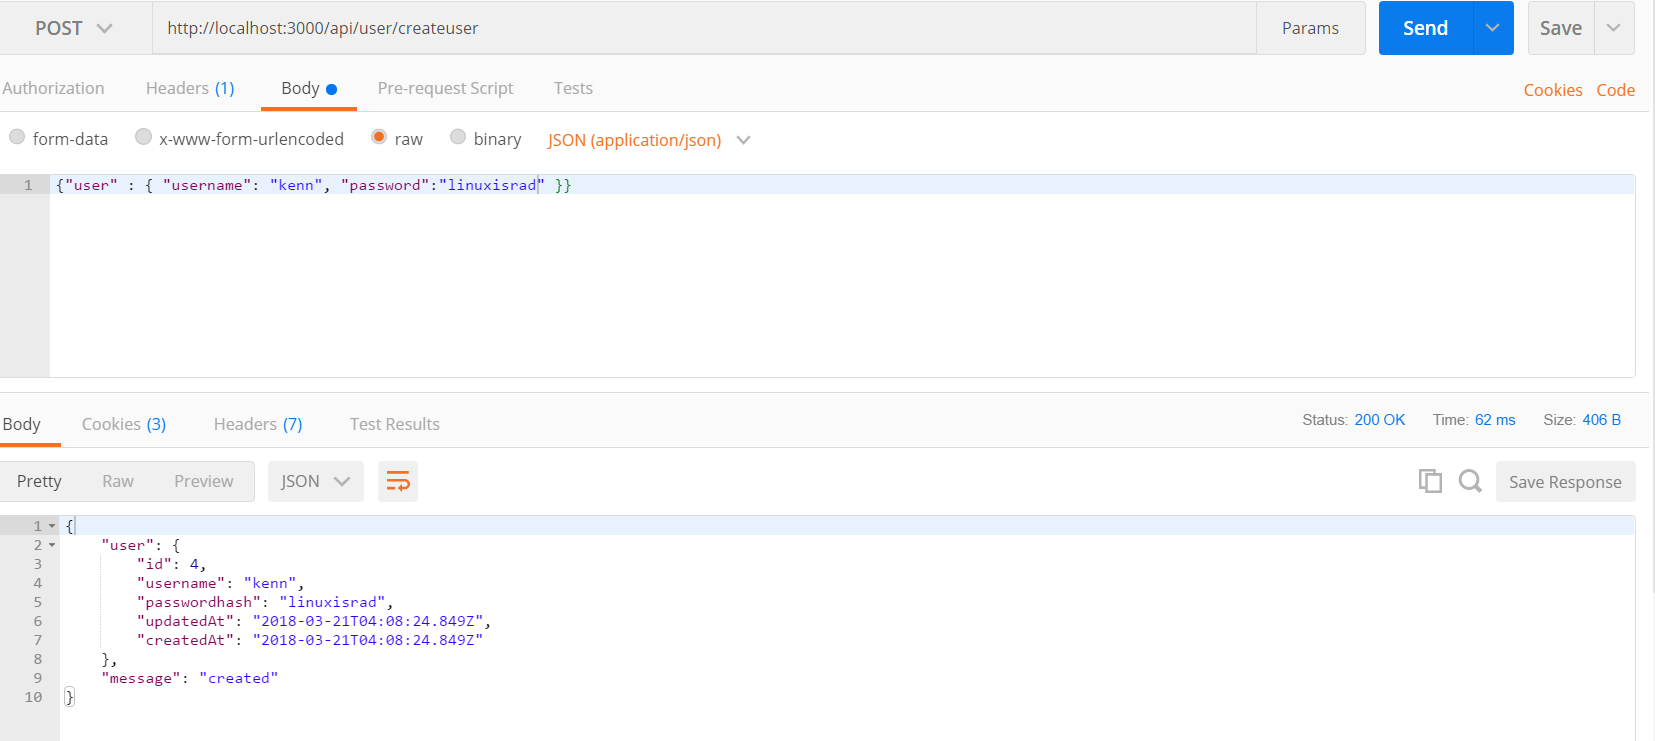 POST http://localhost:3000/api/user/createuser Params Send Save
Authorization Headers (1) Body Pre-request Script Tests Cookies Code
form-data x-www-form-urlencoded raw binary JSON (application/json)
1 {"user" : { "username": "kenn", "password":"linuxisrad" }}
Body Cookies (3) Headers (7) Test Results Status: 200 OK Time: 62 ms Size: 406 B
Pretty Raw Preview JSON Save Response
1 {
2 "user": {
3 "id": 4,
4 "username": "kenn",
5 "passwordhash": "linuxisrad",
6 "updatedAt": "2018-03-21T04:08:24.849Z",
7 "createdAt": "2018-03-21T04:08:24.849Z"
8 },
9 "message": "created"
10 }